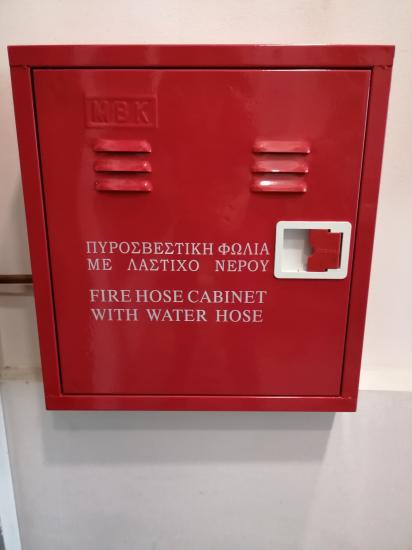 MBK
ΠΥΡΟΣΒΕΣΤΙΚΗ ΦΩΛΙΑ
ΜΕ ΛΑΣΤΙΧΟ ΝΕΡΟΥ
FIRE HOSE CABINET
WITH WATER HOSE